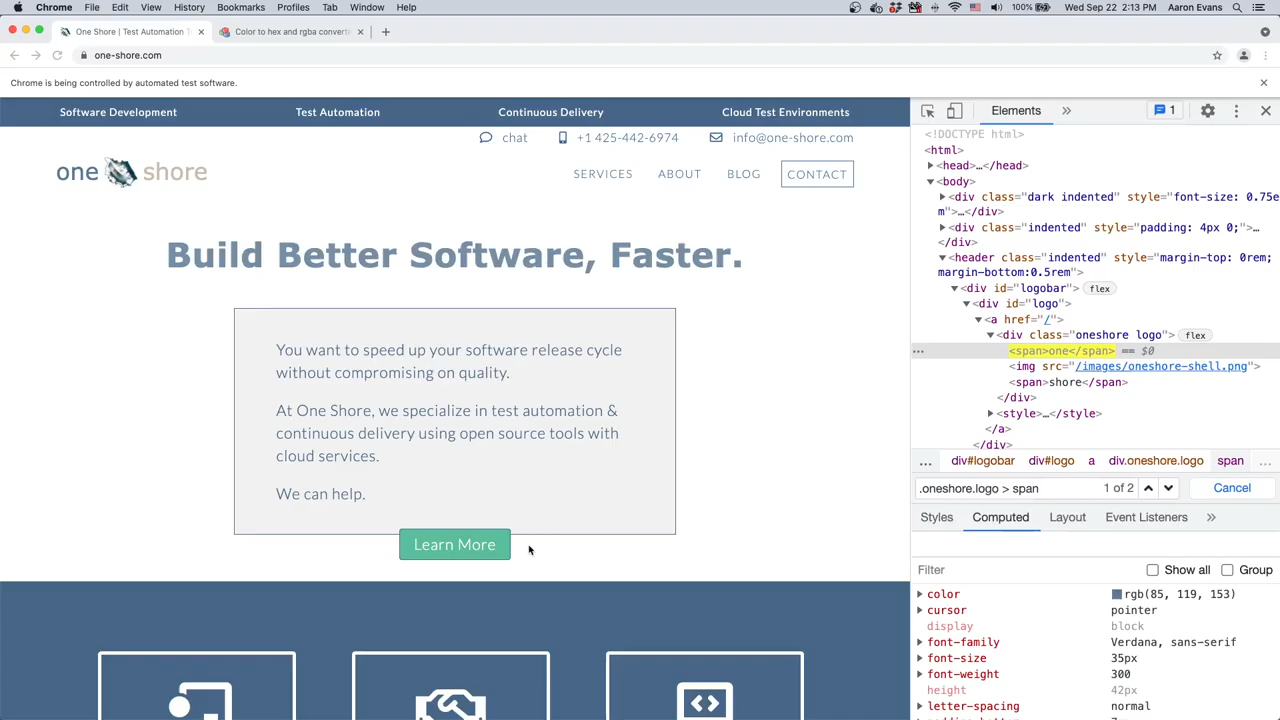 Chrome File Edit View History Bookmarks Profiles Tab Window Help 100% Wed Sep 22 2:13 PM Aaron Evans
One Shore | Test Automation T
Color to hex and rgba converte
one-shore.com
Chrome is being controlled by automated test software.
Software Development Test Automation Continuous Delivery Cloud Test Environments
chat +1 425-442-6974 info@one-shore.com
one shore
SERVICES ABOUT BLOG CONTACT
Build Better Software, Faster.
You want to speed up your software release cycle
without compromising on quality.
At One Shore, we specialize in test automation &
continuous delivery using open source tools with
cloud services.
We can help.
Learn More
Elements » 1
<!DOCTYPE html>
<html>
<head>…</head>
<body>
<div class="dark indented" style="font-size: 0.75e
m">…</div>
<div class="indented" style="padding: 4px 0;">…
</div>
<header class="indented" style="margin-top: 0rem;
margin-bottom:0.5rem">
<div id="logobar"> flex
<div id="logo">
<a href="/">
<div class="oneshore logo"> flex
… <span>one</span> == $0
<img src="/images/oneshore-shell.png">
<span>shore</span>
</div>
<style>…</style>
</a>
</div>
… div#logobar div#logo a div.oneshore.logo span …
.oneshore.logo > span 1 of 2 Cancel
Styles Computed Layout Event Listeners »
Filter Show all Group
color rgb(85, 119, 153)
cursor pointer
display block
font-family Verdana, sans-serif
font-size 35px
font-weight 300
height 42px
letter-spacing normal